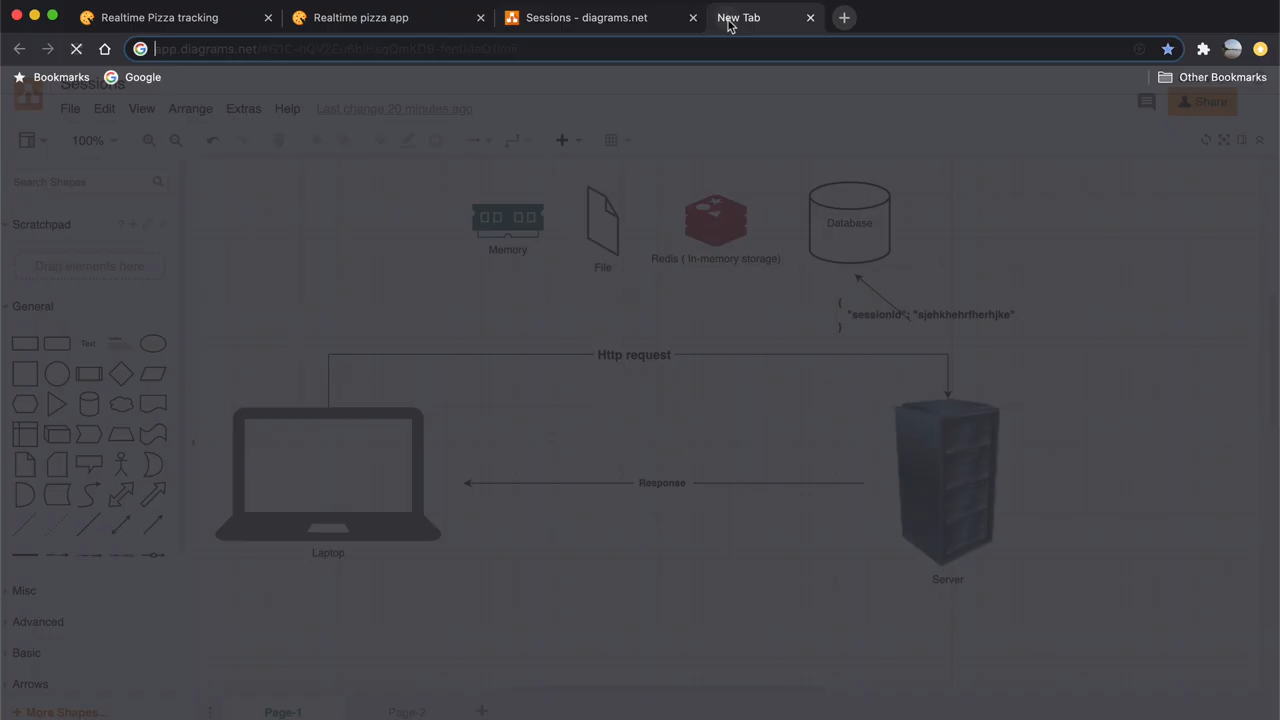 Realtime Pizza tracking
Realtime pizza app
Sessions - diagrams.net
New Tab
Bookmarks
Google
Other Bookmarks
Sessions
File
Edit
View
Arrange
Extras
Help
Last change 20 minutes ago
Share
100%
Search Shapes
Scratchpad
Drag elements here
General
Text
Misc
Advanced
Basic
Arrows
+ More Shapes...
Memory
File
Redis ( In-memory storage)
Database
{
"sessionId" : "sjehkhehrfherhjke"
}
Http request
Response
Laptop
Server
Page-1
Page-2